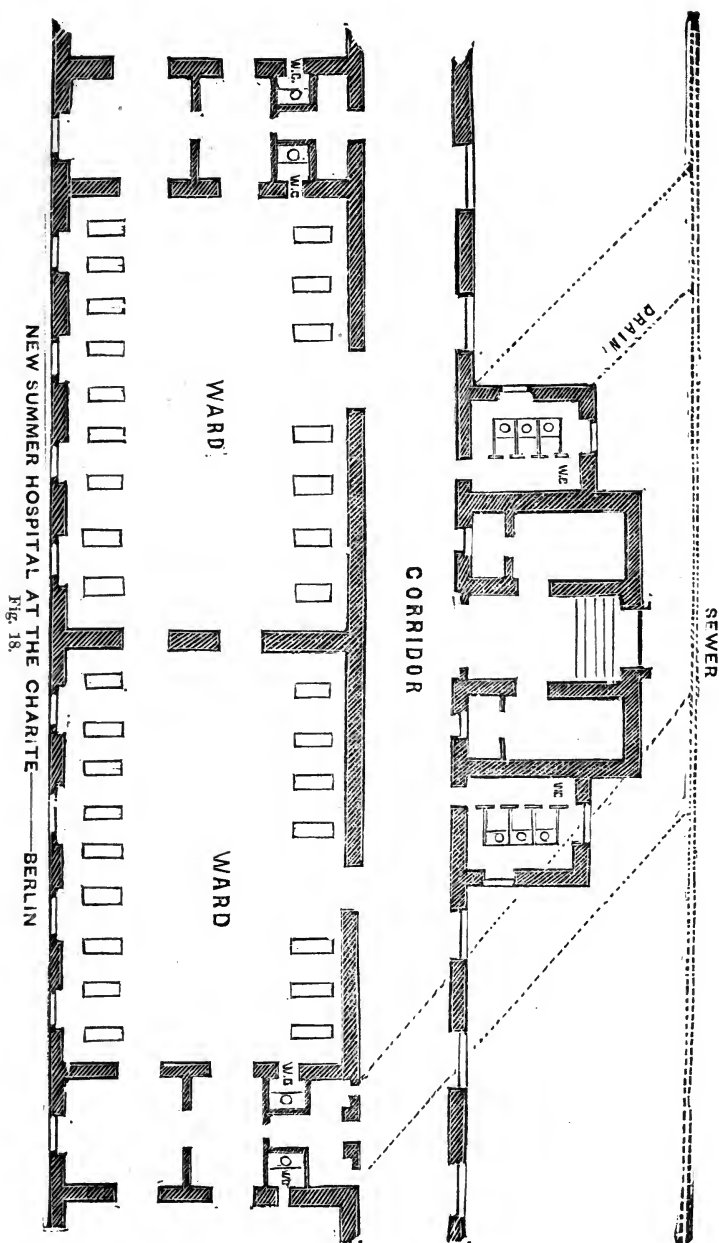 SEWER
DRAIN,
W.C.
W.C
W.C
CORRIDOR
W.C
WARD
WARD
W.C
W.C
NEW SUMMER HOSPITAL AT THE CHARITE — BERLIN
Fig. 18.